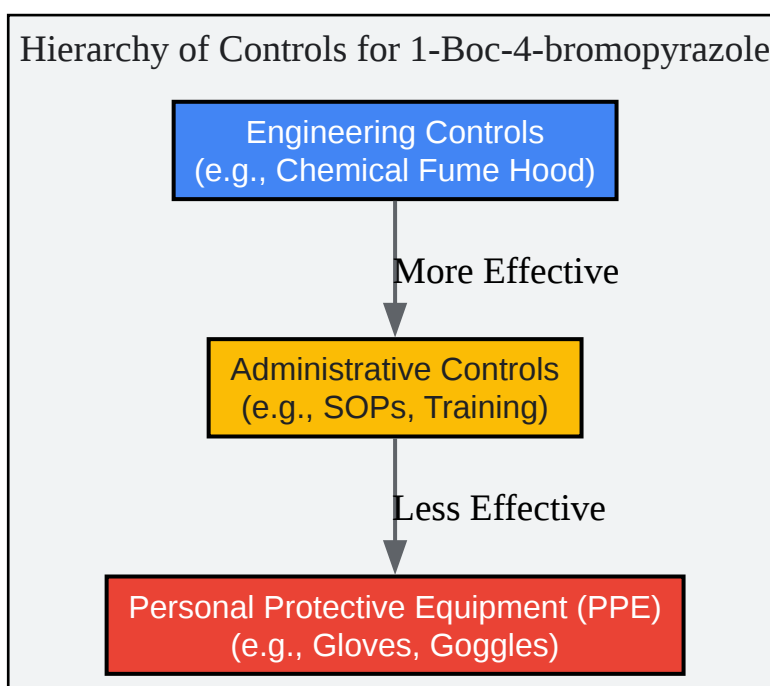 Hierarchy of Controls for 1-Boc-4-bromopyrazole
Engineering Controls
(e.g., Chemical Fume Hood)
More Effective
Administrative Controls
(e.g., SOPs, Training)
Less Effective
Personal Protective Equipment (PPE)
(e.g., Gloves, Goggles)